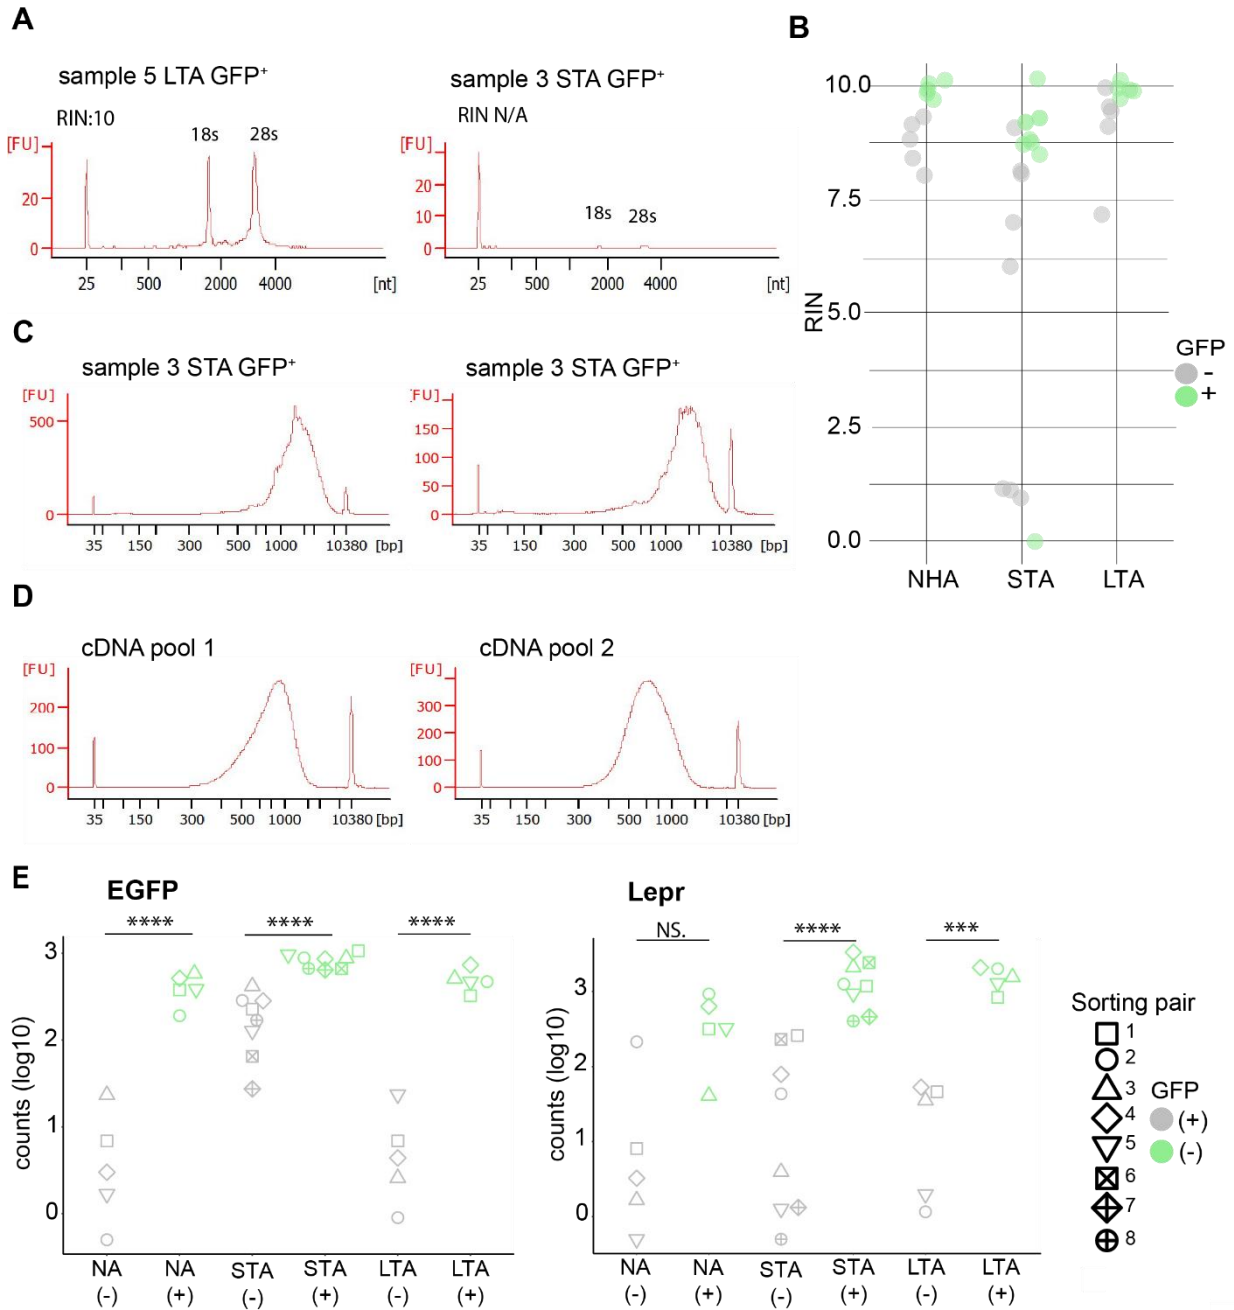 A
sample 5 LTA GFP+
RIN:10
[FU]
18s
28s
20
0
25
500
2000
4000
[nt]
sample 3 STA GFP+
RIN N/A
[FU]
20
10
0
18s
28s
25
500
2000
4000
[nt]
B
10.0
7.5
5.0
2.5
0.0
RIN
NHA
STA
LTA
GFP
-
+
C
sample 3 STA GFP+
[FU]
500
0
35
150
300
500
1000
10380
[bp]
sample 3 STA GFP+
FU]
150
100
50
0
35
150
300
500
1000
10380
[bp]
D
cDNA pool 1
[FU]
200
100
0
35
150
300
500
1000
10380
[bp]
cDNA pool 2
[FU]
300
200
100
0
35
150
300
500
1000
10380
[bp]
E
EGFP
****
****
****
3
2
1
0
counts (log10)
NA
(-)
NA
(+)
STA
(-)
STA
(+)
LTA
(-)
LTA
(+)
Lepr
NS.
****
***
3
2
1
0
counts (log10)
NA
(-)
NA
(+)
STA
(-)
STA
(+)
LTA
(-)
LTA
(+)
Sorting pair
1
2
3
4
5
6
7
8
GFP
(+)
(-)